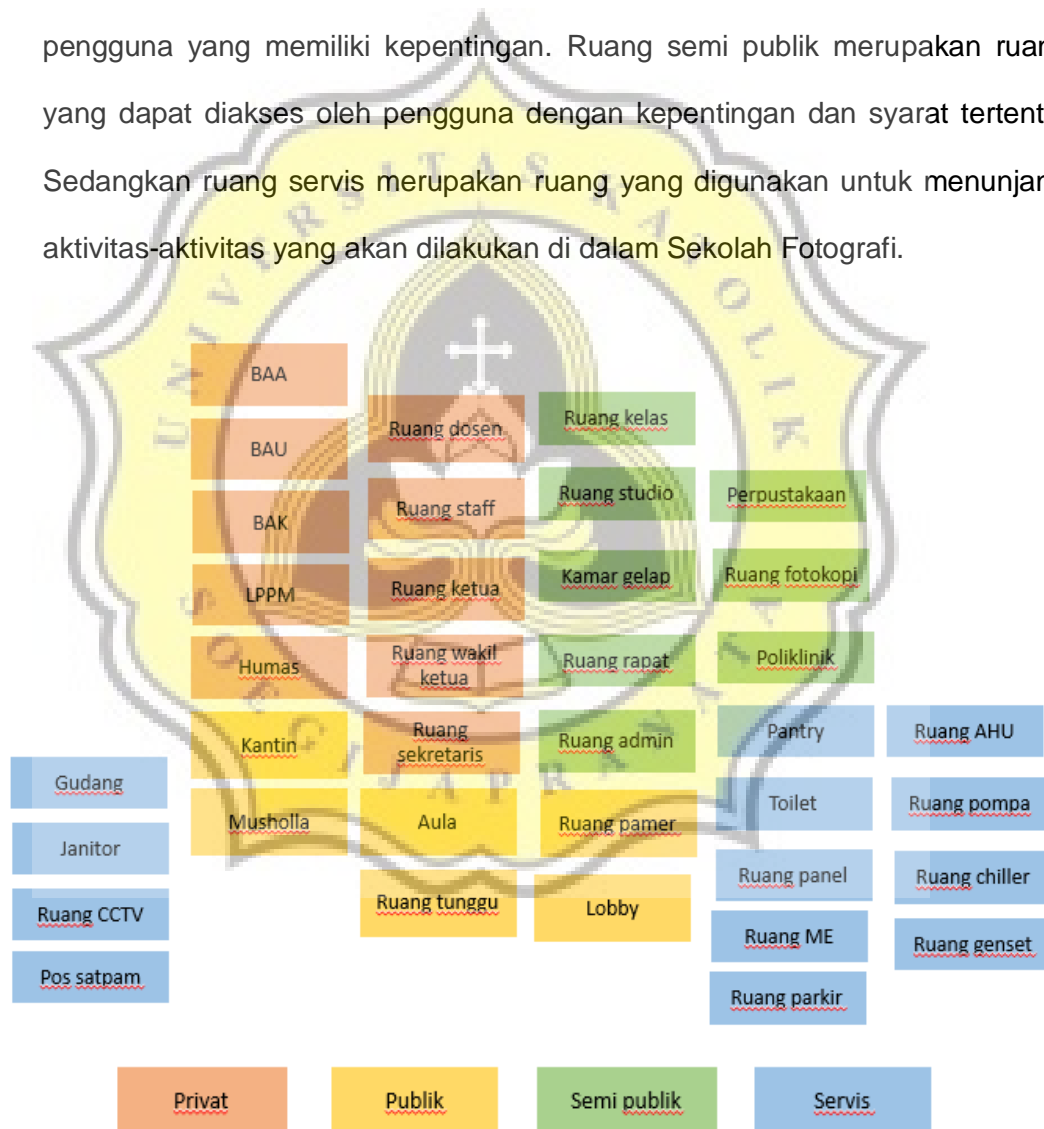 pengguna yang memiliki kepentingan. Ruang semi publik merupakan ruan
yang dapat diakses oleh pengguna dengan kepentingan dan syarat tertent
Sedangkan ruang servis merupakan ruang yang digunakan untuk menunjan
aktivitas-aktivitas yang akan dilakukan di dalam Sekolah Fotografi.
UNIVERSITAS KATOLIK
SOEGIJAPRANATA
BAA
BAU
BAK
LPPM
Humas
Kantin
Musholla
Ruang dosen
Ruang staff
Ruang ketua
Ruang wakil
ketua
Ruang
sekretaris
Aula
Ruang tunggu
Ruang kelas
Ruang studio
Kamar gelap
Ruang rapat
Ruang admin
Ruang pamer
Lobby
Perpustakaan
Ruang fotokopi
Poliklinik
Pantry
Toilet
Ruang panel
Ruang ME
Ruang parkir
Ruang AHU
Ruang pompa
Ruang chiller
Ruang genset
Gudang
Janitor
Ruang CCTV
Pos satpam
Privat
Publik
Semi publik
Servis